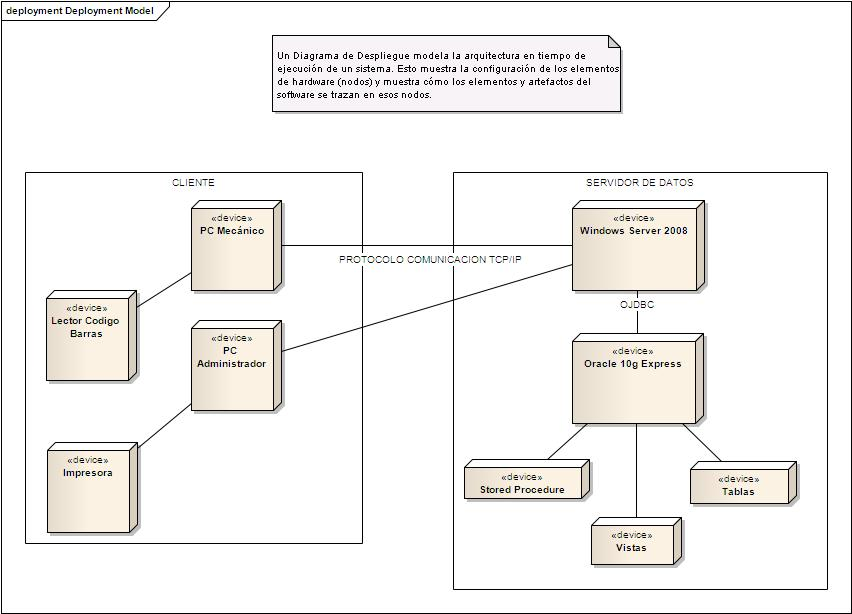 deployment Deployment Model
Un Diagrama de Despliegue modela la arquitectura en tiempo de
ejecución de un sistema. Esto muestra la configuración de los elementos
de hardware (nodos) y muestra cómo los elementos y artefactos del
software se trazan en esos nodos.
CLIENTE
«device»
PC Mecánico
«device»
Lector Codigo
Barras
«device»
PC
Administrador
«device»
Impresora
PROTOCOLO COMUNICACION TCP/IP
SERVIDOR DE DATOS
«device»
Windows Server 2008
OJDBC
«device»
Oracle 10g Express
«device»
Stored Procedure
«device»
Vistas
«device»
Tablas